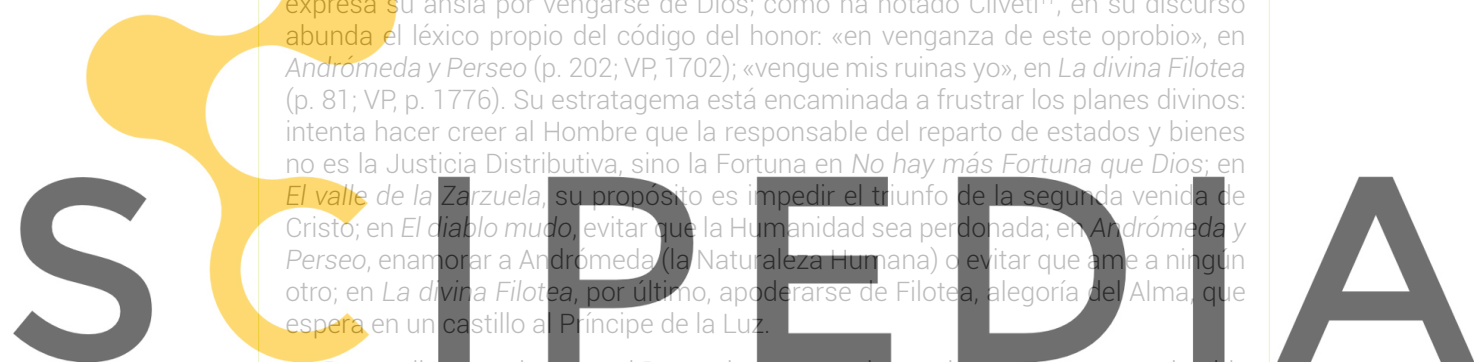 expresa su ansia por vengarse de Dios; como ha notado Cilveti¹¹, en su discurso
abunda el léxico propio del código del honor: «en venganza de este oprobio», en
Andrómeda y Perseo (p. 202; VP, 1702); «vengue mis ruinas yo», en La divina Filotea
(p. 81; VP, p. 1776). Su estratagema está encaminada a frustrar los planes divinos:
intenta hacer creer al Hombre que la responsable del reparto de estados y bienes
no es la Justicia Distributiva, sino la Fortuna en No hay más Fortuna que Dios; en
El valle de la Zarzuela, su propósito es impedir el triunfo de la segunda venida de
Cristo; en El diablo mudo, evitar que la Humanidad sea perdonada; en Andrómeda y
Perseo, enamorar a Andrómeda (la Naturaleza Humana) o evitar que ame a ningún
otro; en La divina Filotea, por último, apoderarse de Filotea, alegoría del Alma, que
espera en un castillo al Príncipe de la Luz.
SCIPEDIA